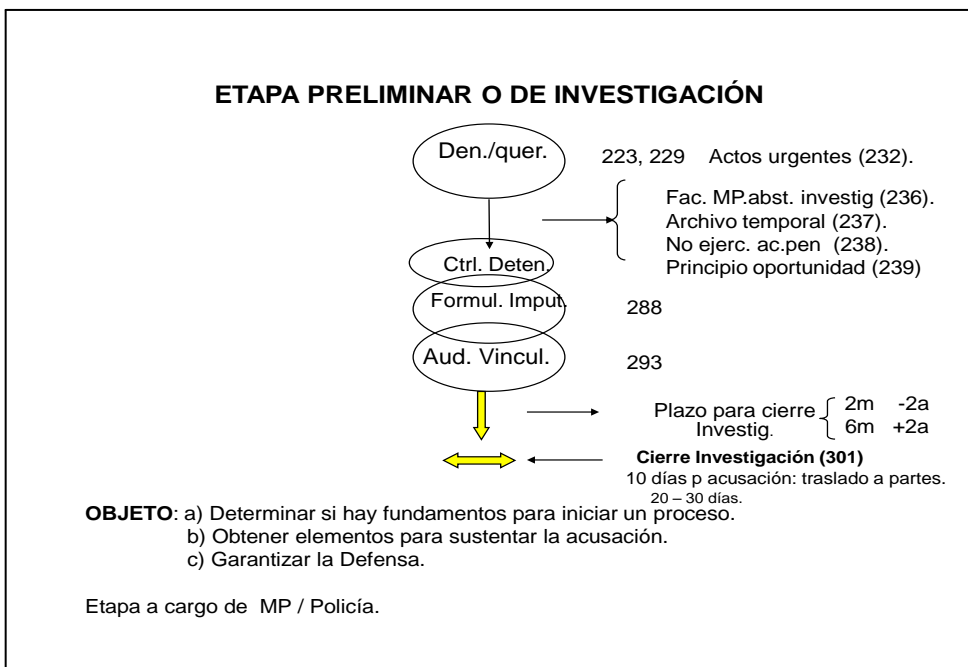 ETAPA PRELIMINAR O DE INVESTIGACIÓN
Den./quer.
223, 229 Actos urgentes (232).
Fac. MP.abst. investig (236).
Archivo temporal (237).
No ejerc. ac.pen (238).
Principio oportunidad (239)
Ctrl. Deten.
Formul. Imput.
288
Aud. Vincul.
293
Plazo para cierre
Investig.
2m -2a
6m +2a
Cierre Investigación (301)
10 días p acusación: traslado a partes.
20 – 30 días.
OBJETO: a) Determinar si hay fundamentos para iniciar un proceso.
b) Obtener elementos para sustentar la acusación.
c) Garantizar la Defensa.
Etapa a cargo de MP / Policía.